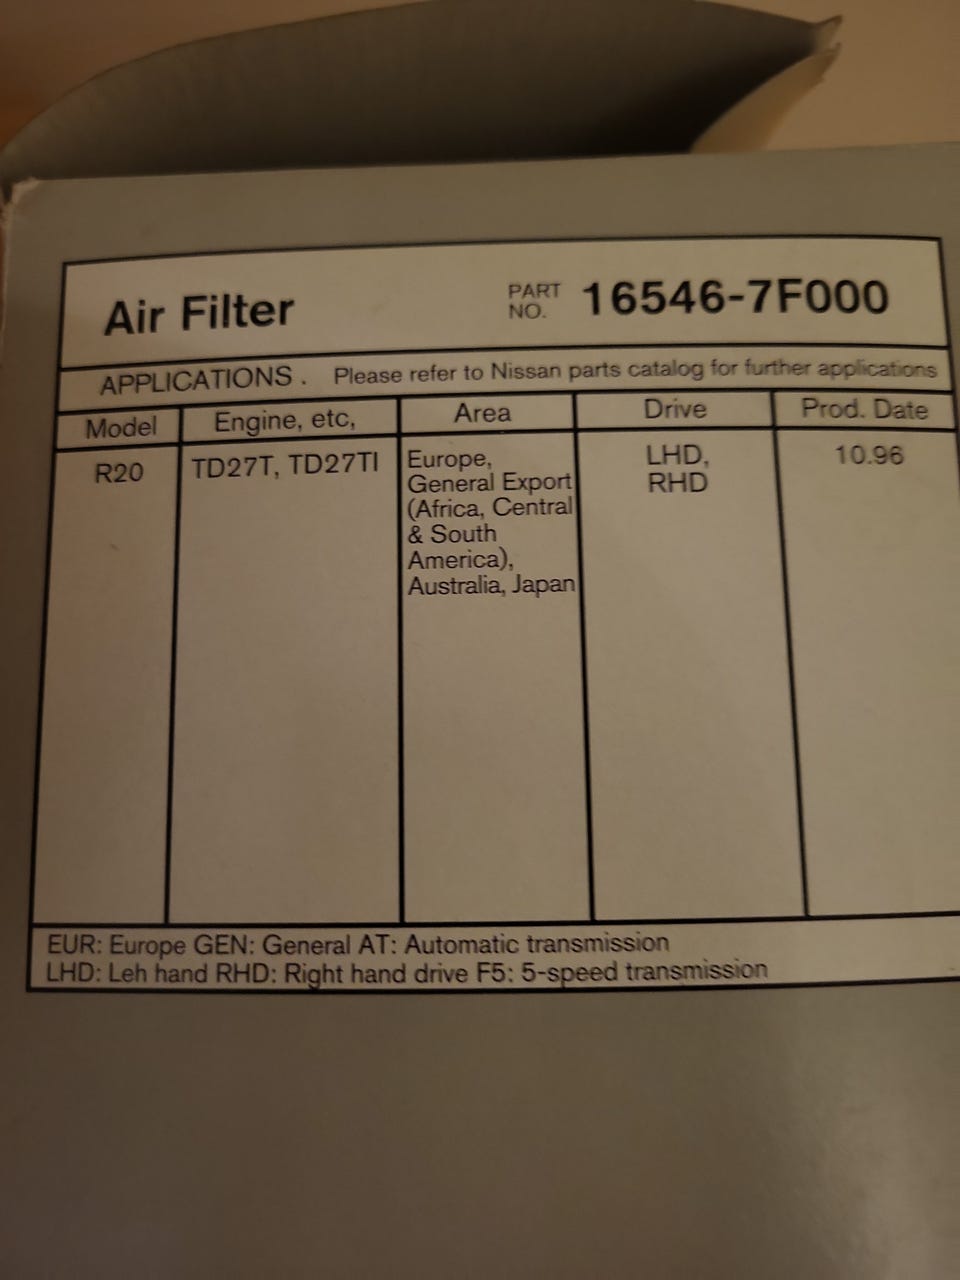 Air Filter PART NO. 16546-7F000
APPLICATIONS . Please refer to Nissan parts catalog for further applications
Model Engine, etc, Area Drive Prod. Date
R20 TD27T, TD27TI Europe, LHD, 10.96
General Export RHD
(Africa, Central
& South
America),
Australia, Japan
EUR: Europe GEN: General AT: Automatic transmission
LHD: Leh hand RHD: Right hand drive F5: 5-speed transmission